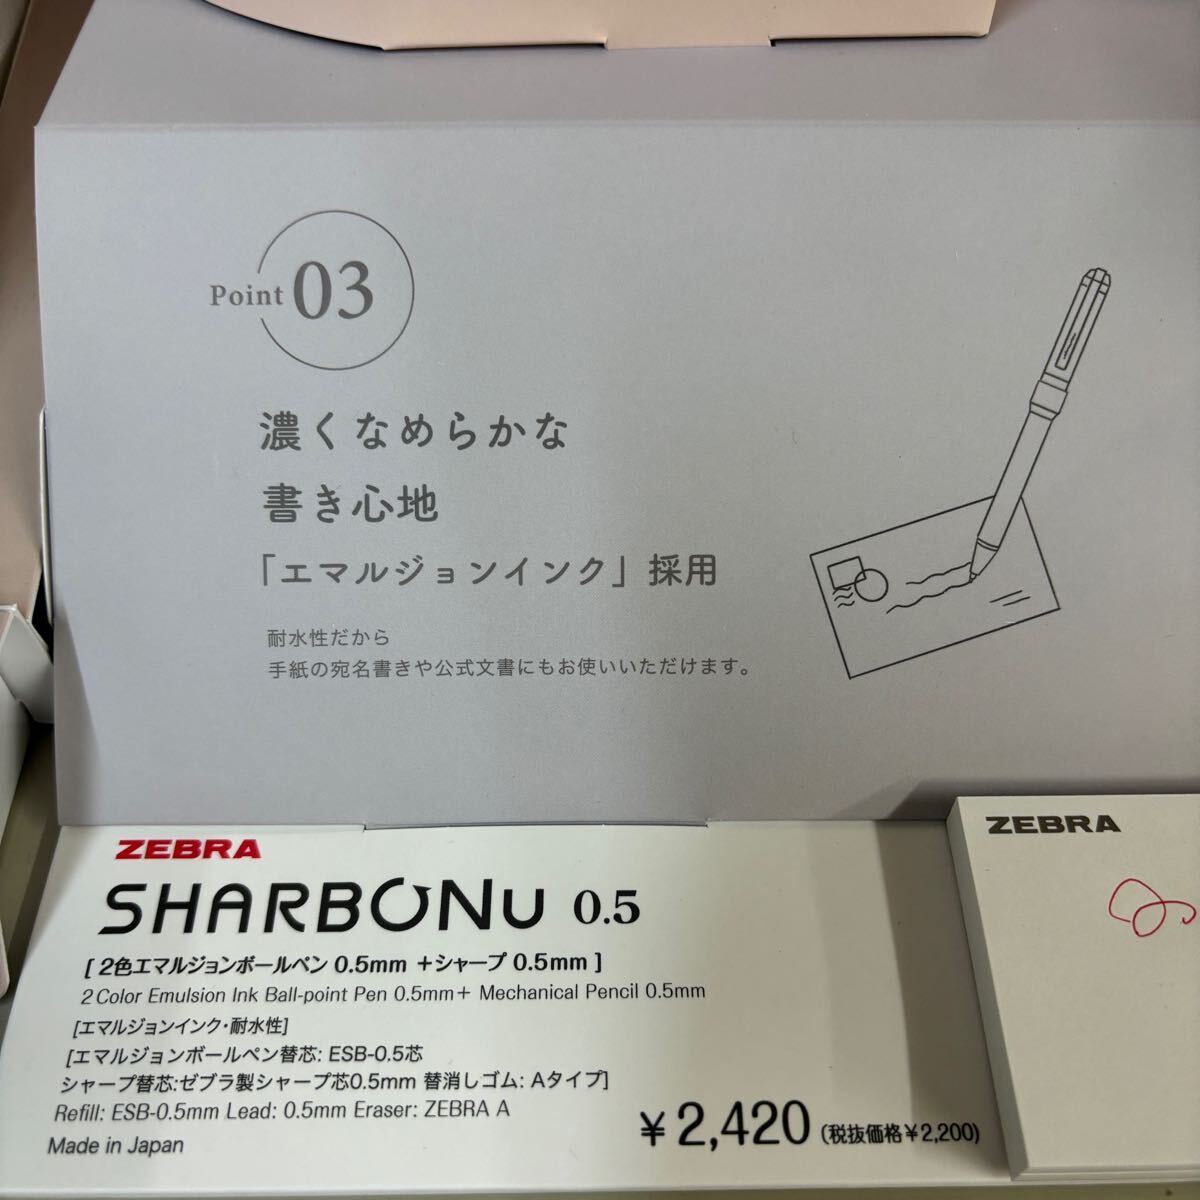 Point 03
濃くなめらかな
書き心地
「エマルジョンインク」採用
耐水性だから
手紙の宛名書きや公式文書にもお使いいただけます。
ZEBRA
SHARBONU 0.5
[ 2色エマルジョンボールペン 0.5mm ＋シャープ 0.5mm ]
2 Color Emulsion Ink Ball-point Pen 0.5mm＋ Mechanical Pencil 0.5mm
[エマルジョンインク・耐水性]
[エマルジョンボールペン替芯: ESB-0.5芯
シャープ替芯:ゼブラ製シャープ芯0.5mm 替消しゴム: Aタイプ]
Refill: ESB-0.5mm Lead: 0.5mm Eraser: ZEBRA A
Made in Japan
￥2,420 (税抜価格￥2,200)
ZEBRA